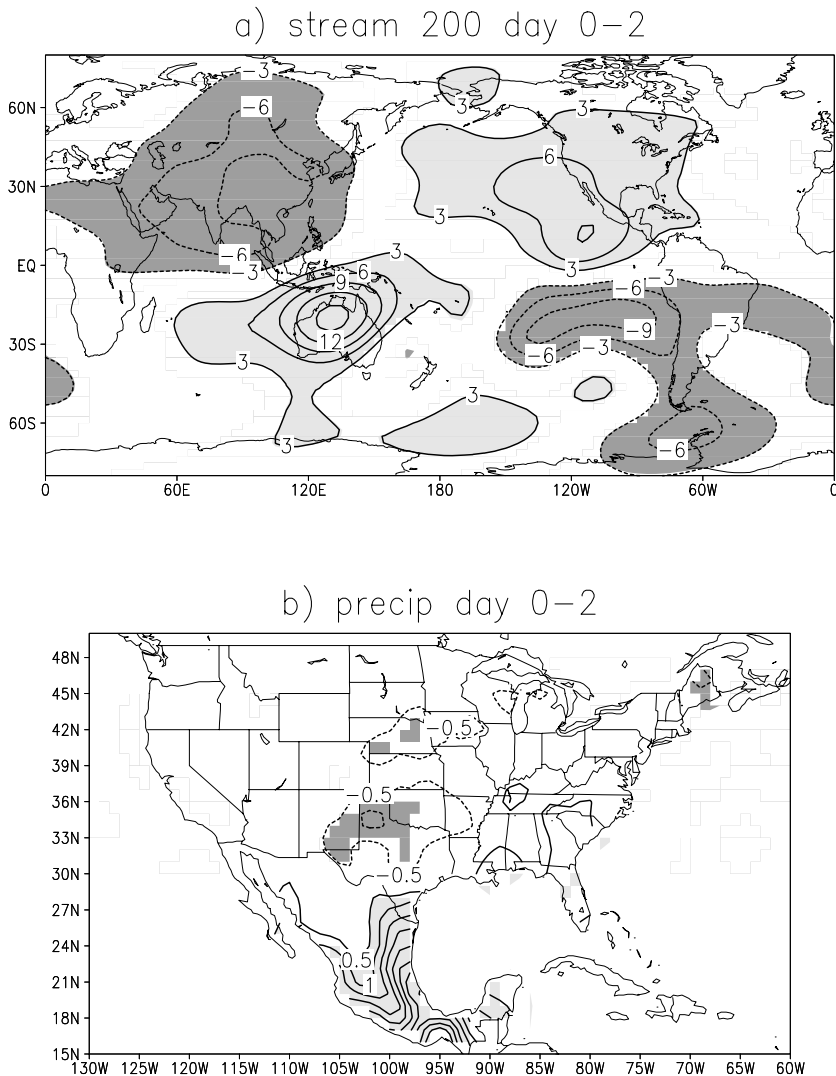 a) stream 200 day 0-2
-3
-6
3
3
60N
6
30N
3
-6
3
EQ
-3
6
3
-3
9
-6
-3
-9
12
-6
-3
30S
3
3
60S
3
-6
0
60E
120E
180
120W
60W
0
b) precip day 0-2
48N
45N
42N
-0.5
39N
-0.5
36N
33N
30N
-0.5
27N
24N
0.5
21N
1
18N
15N
130W
125W
120W
115W
110W
105W
100W
95W
90W
85W
80W
75W
70W
65W
60W